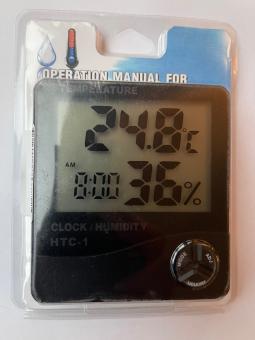 OPERATION MANUAL FOR
TEMPERATURE
24.8°C
AM 8:00 36%
CLOCK / HUMIDITY
HTC-1